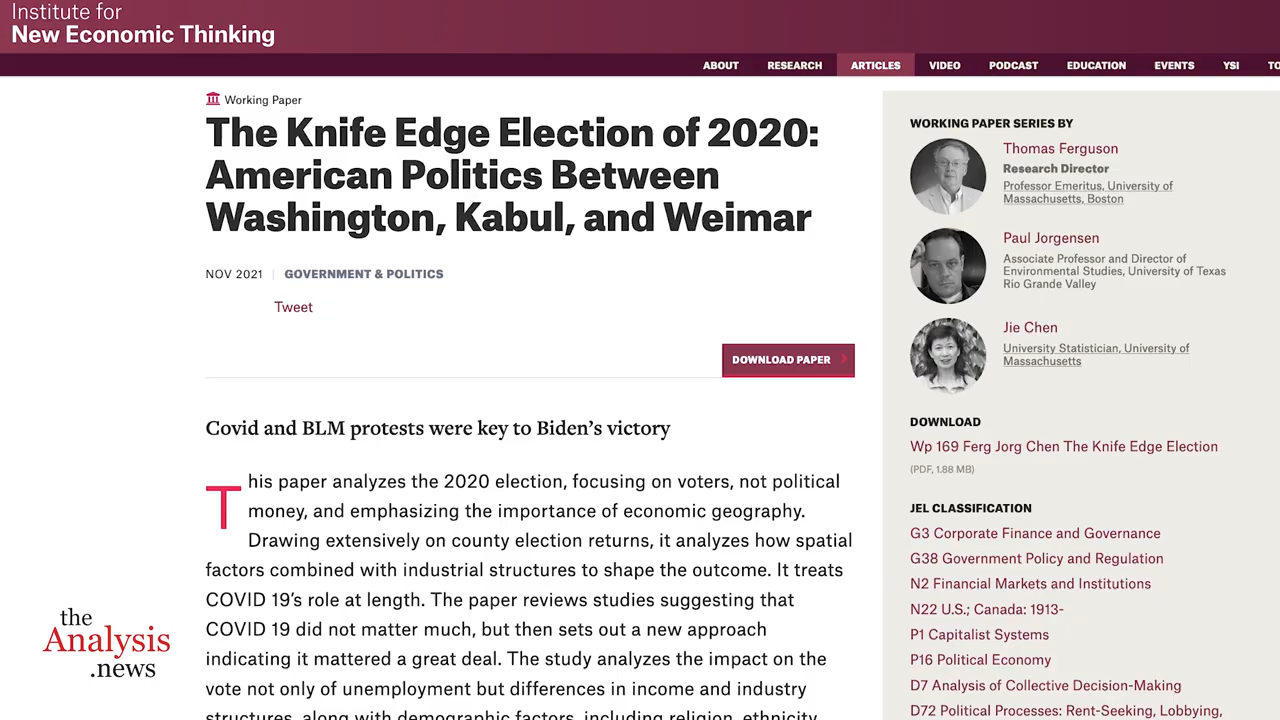 Institute for
New Economic Thinking
ABOUT RESEARCH ARTICLES VIDEO PODCAST EDUCATION EVENTS YSI
Working Paper
The Knife Edge Election of 2020:
American Politics Between
Washington, Kabul, and Weimar
NOV 2021 GOVERNMENT & POLITICS
Tweet
DOWNLOAD PAPER
Covid and BLM protests were key to Biden's victory
This paper analyzes the 2020 election, focusing on voters, not political
money, and emphasizing the importance of economic geography.
Drawing extensively on county election returns, it analyzes how spatial
factors combined with industrial structures to shape the outcome. It treats
COVID 19's role at length. The paper reviews studies suggesting that
COVID 19 did not matter much, but then sets out a new approach
indicating it mattered a great deal. The study analyzes the impact on the
vote not only of unemployment but differences in income and industry
structures, along with demographic factors, including religion, ethnicity
WORKING PAPER SERIES BY
Thomas Ferguson
Research Director
Professor Emeritus, University of
Massachusetts, Boston
Paul Jorgensen
Associate Professor and Director of
Environmental Studies, University of Texas
Rio Grande Valley
Jie Chen
University Statistician, University of
Massachusetts
DOWNLOAD
Wp 169 Ferg Jorg Chen The Knife Edge Election
(PDF, 1.88 MB)
JEL CLASSIFICATION
G3 Corporate Finance and Governance
G38 Government Policy and Regulation
N2 Financial Markets and Institutions
N22 U.S.; Canada: 1913-
P1 Capitalist Systems
P16 Political Economy
D7 Analysis of Collective Decision-Making
D72 Political Processes: Rent-Seeking, Lobbying,
the
Analysis
.news